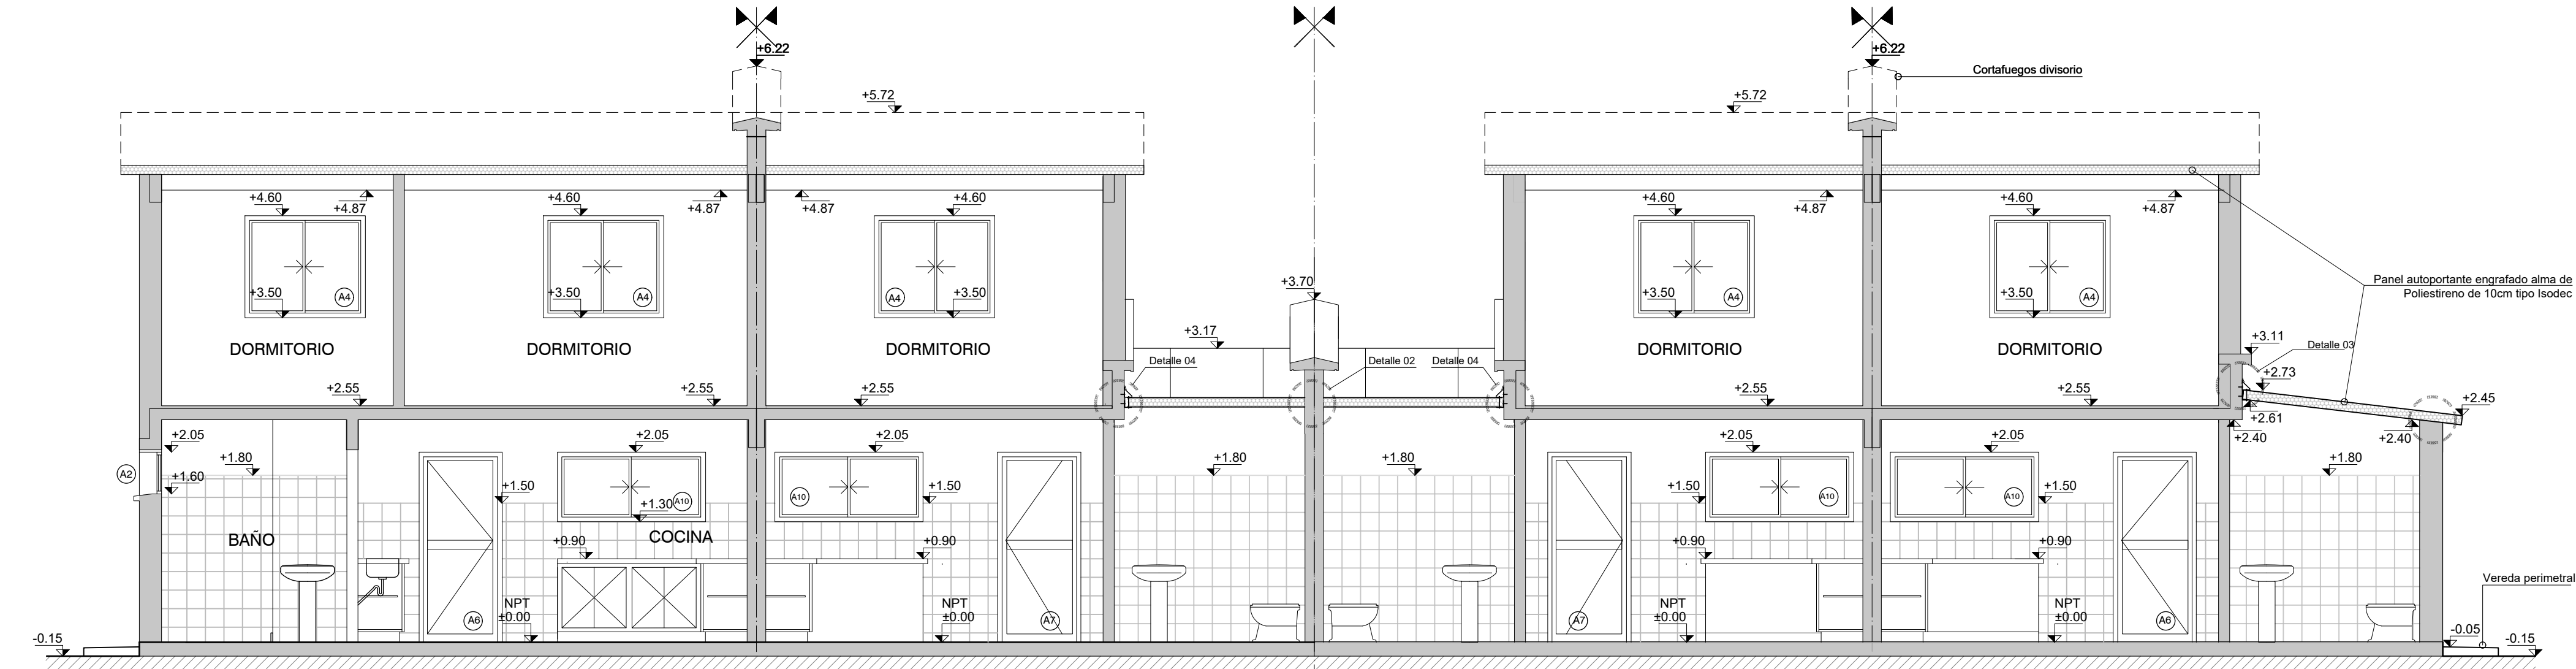 +6.22
+6.22
Cortafuegos divisorio
+5.72
+5.72
+4.60
+4.87
+4.60
+4.87
+4.87
+4.60
+4.60
+4.87
+4.60
+4.87
+3.50
A4
+3.50
A4
A4
+3.50
+3.70
+3.50
A4
+3.50
A4
Panel autoportante engrafado alma de
Poliestireno de 10cm tipo Isodec
DORMITORIO
DORMITORIO
DORMITORIO
+3.17
DORMITORIO
DORMITORIO
+3.11
Detalle 04
Detalle 02
Detalle 04
Detalle 03
+2.73
+2.55
+2.55
+2.55
+2.55
+2.55
+2.61
+2.45
+2.05
+2.05
+2.05
+2.05
+2.05
+2.40
+2.40
A2
+1.80
+1.60
+1.80
+1.80
+1.80
+1.50
A10
+1.30
A10
+1.50
+1.50
A10
A10
+1.50
BAÑO
+0.90
COCINA
+0.90
+0.90
+0.90
A6
NPT
±0.00
NPT
±0.00
A7
A7
NPT
±0.00
NPT
±0.00
A6
Vereda perimetral
-0.15
-0.05
-0.15